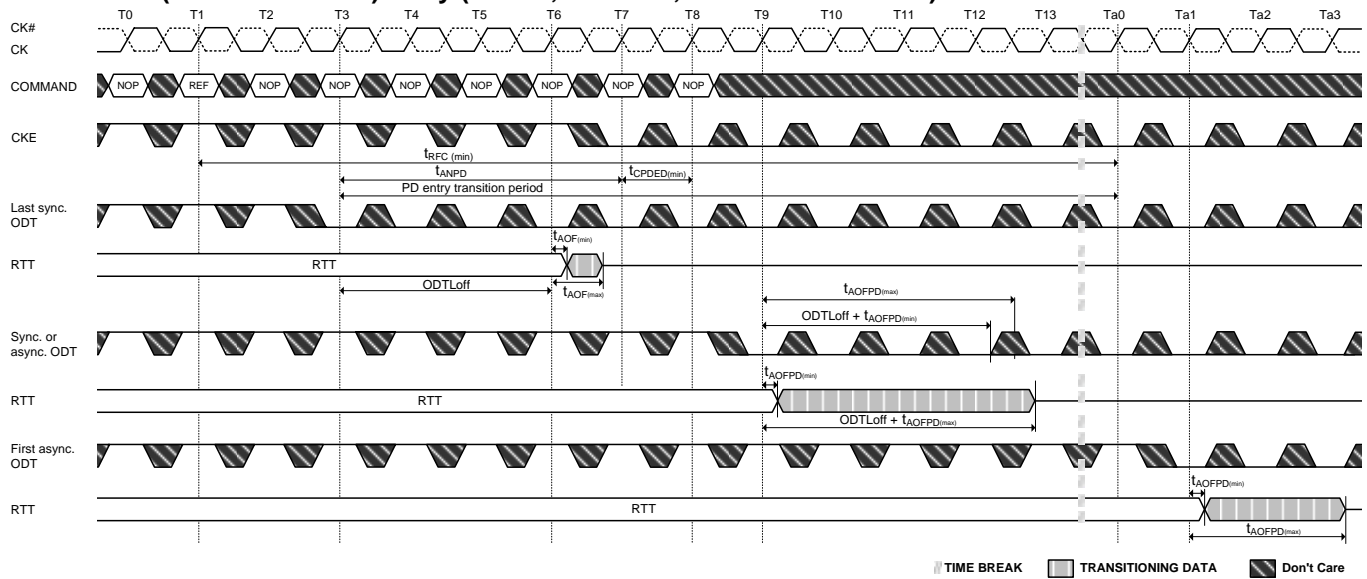 T0 T1 T2 T3 T4 T5 T6 T7 T8 T9 T10 T11 T12 T13 Ta0 Ta1 Ta2 Ta3
CK#
CK
COMMAND NOP REF NOP NOP NOP NOP NOP NOP NOP
CKE
tRFC (min)
tANPD tCPDED(min)
PD entry transition period
Last sync. ODT
tAOF(min)
RTT RTT
ODTLoff tAOF(max)
tAOFPD(max)
ODTLoff + tAOFPD(min)
Sync. or async. ODT
tAOFPD(min)
RTT RTT
ODTLoff + tAOFPD(max)
First async. ODT
tAOFPD(min)
RTT RTT
tAOFPD(max)
TIME BREAK TRANSITIONING DATA Don't Care